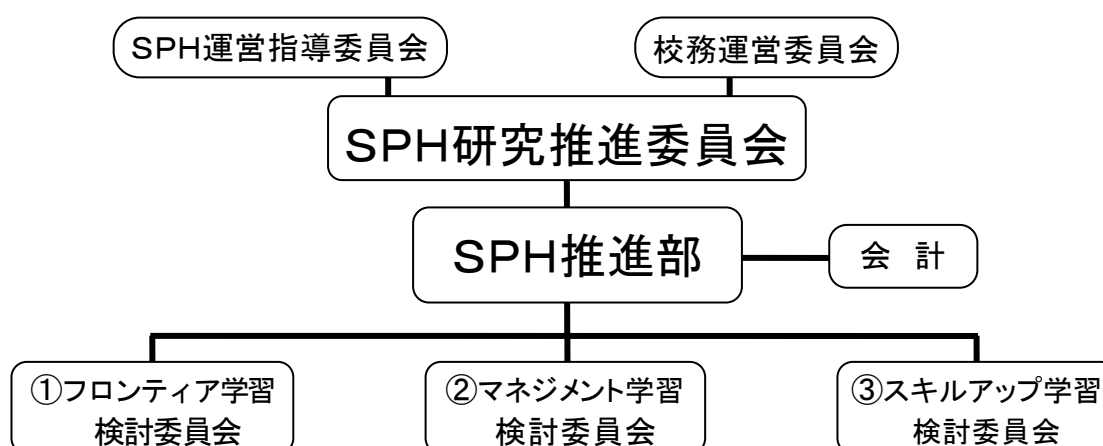 SPH運営指導委員会
校務運営委員会
SPH研究推進委員会
SPH推進部
会　計
①フロンティア学習
検討委員会
②マネジメント学習
検討委員会
③スキルアップ学習
検討委員会